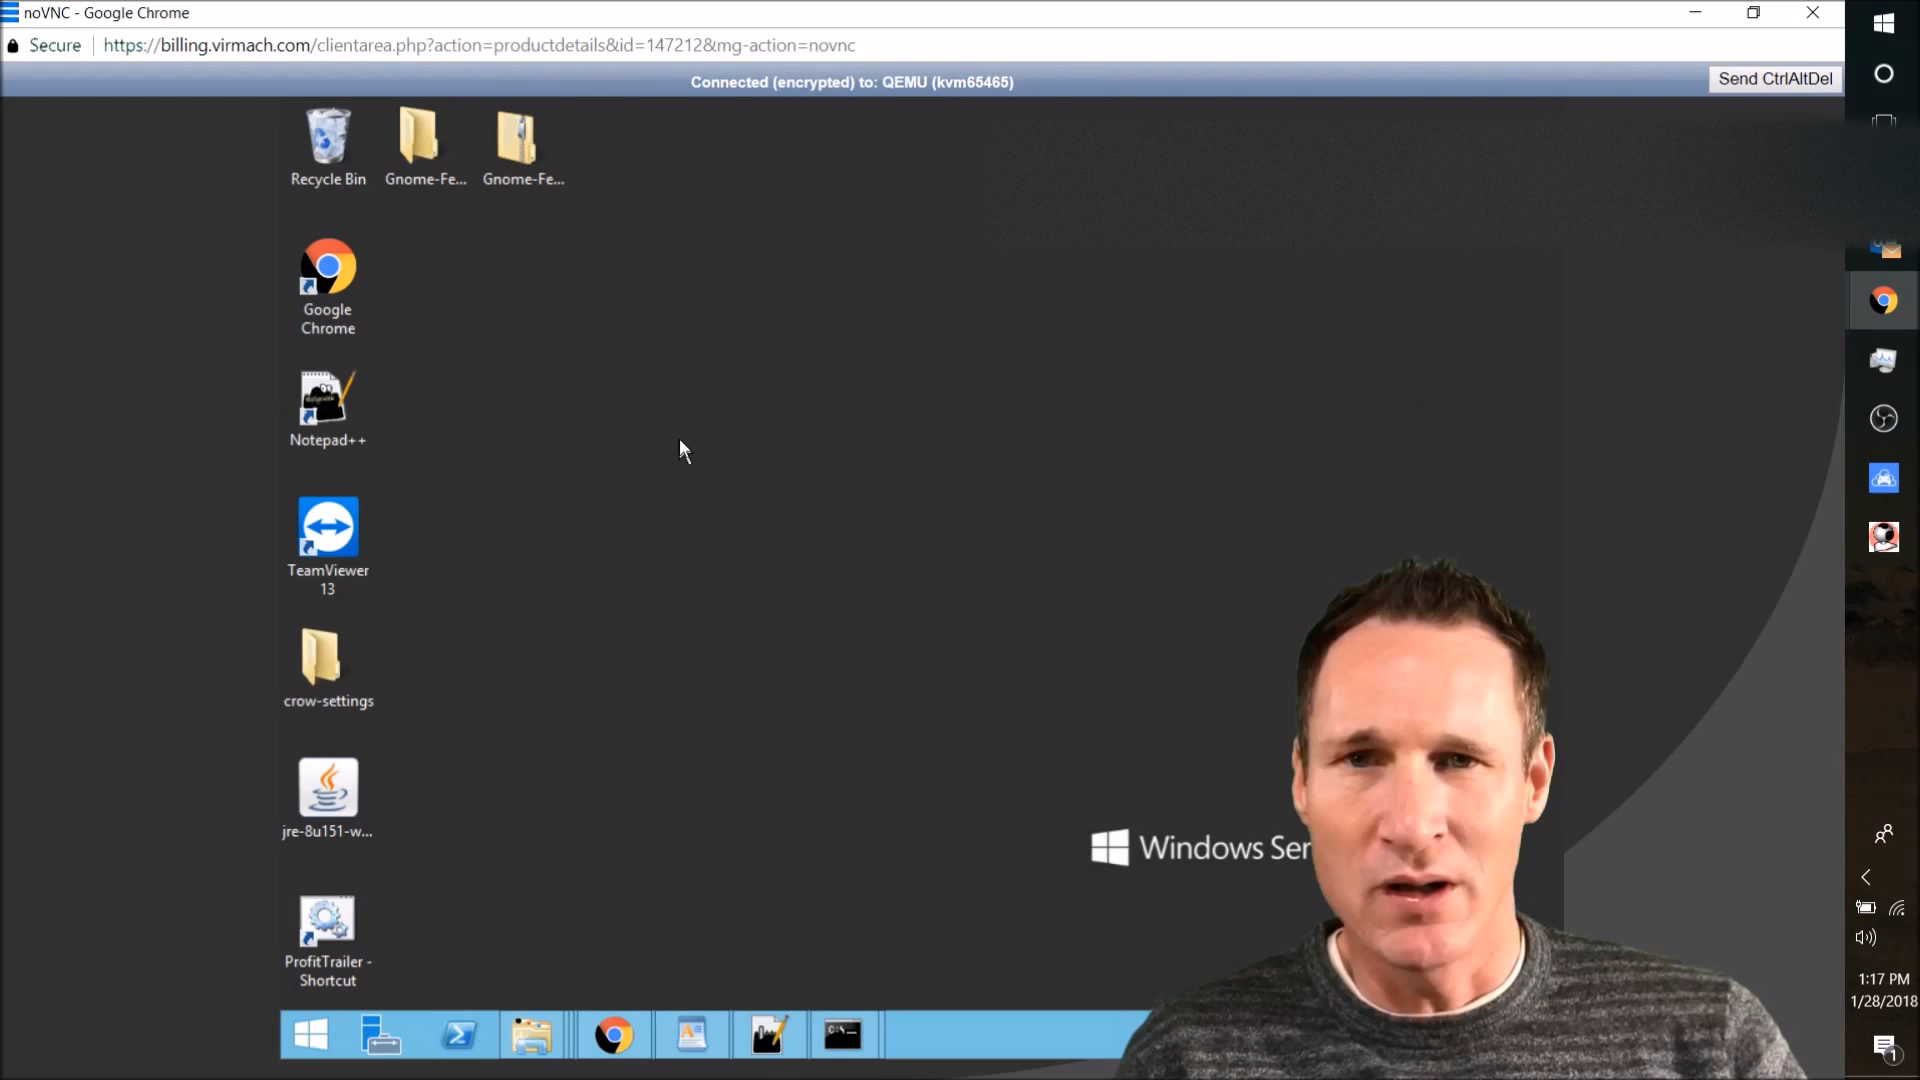 noVNC - Google Chrome
Secure https://billing.virmach.com/clientarea.php?action=productdetails&id=147212&mg-action=novnc
Connected (encrypted) to: QEMU (kvm65465)
Send CtrlAltDel
Recycle Bin
Gnome-Fe...
Gnome-Fe...
Google
Chrome
Notepad++
TeamViewer
13
crow-settings
jre-8u151-w...
ProfitTrailer -
Shortcut
Windows Ser
1:17 PM
1/28/2018
1